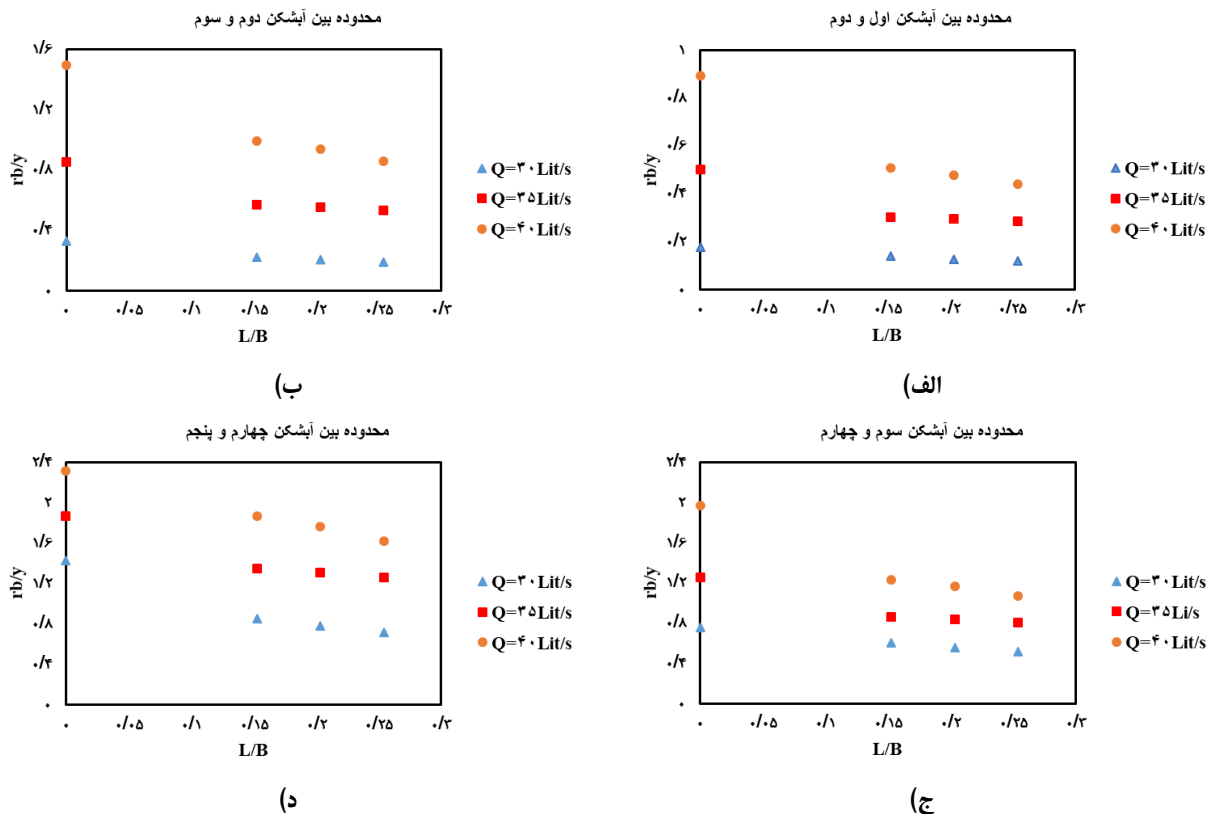 محدوده بین آبشکن اول و دوم
۱
۰/۸
۰/۶
۰/۴
۰/۲
۰
rb/y
۰ ۰/۰۵ ۰/۱ ۰/۱۵ ۰/۲ ۰/۲۵ ۰/۳
L/B
Q=۳۰Lit/s
Q=۳۵Lit/s
Q=۴۰Lit/s
الف)
محدوده بین آبشکن دوم و سوم
۱/۶
۱/۲
۰/۸
۰/۴
۰
rb/y
۰ ۰/۰۵ ۰/۱ ۰/۱۵ ۰/۲ ۰/۲۵ ۰/۳
L/B
Q=۳۰Lit/s
Q=۳۵Lit/s
Q=۴۰Lit/s
ب)
محدوده بین آبشکن سوم و چهارم
۲/۴
۲
۱/۶
۱/۲
۰/۸
۰/۴
۰
rb/y
۰ ۰/۰۵ ۰/۱ ۰/۱۵ ۰/۲ ۰/۲۵ ۰/۳
L/B
Q=۳۰Lit/s
Q=۳۵Li/s
Q=۴۰Lit/s
ج)
محدوده بین آبشکن چهارم و پنجم
۲/۴
۲
۱/۶
۱/۲
۰/۸
۰/۴
۰
rb/y
۰ ۰/۰۵ ۰/۱ ۰/۱۵ ۰/۲ ۰/۲۵ ۰/۳
L/B
Q=۳۰Lit/s
Q=۳۵Lit/s
Q=۴۰Lit/s
د)